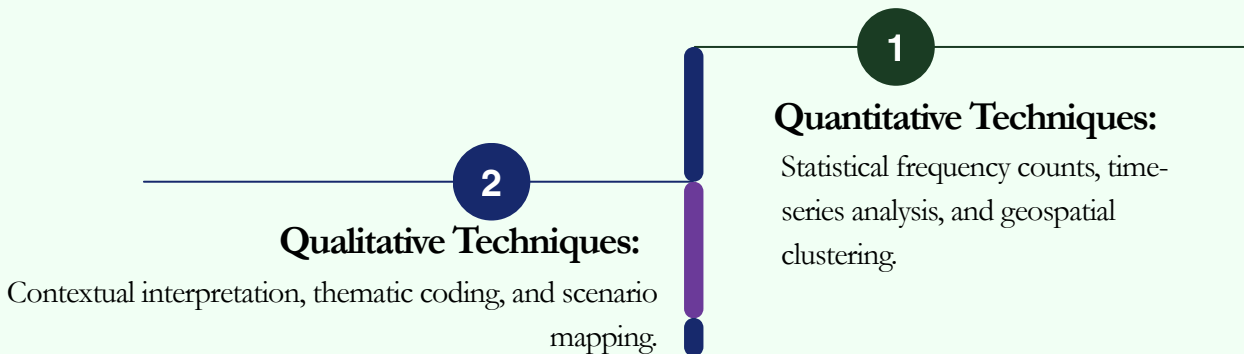 1
Quantitative Techniques:
Statistical frequency counts, time-
series analysis, and geospatial
clustering.
2
Qualitative Techniques:
Contextual interpretation, thematic coding, and scenario
mapping.